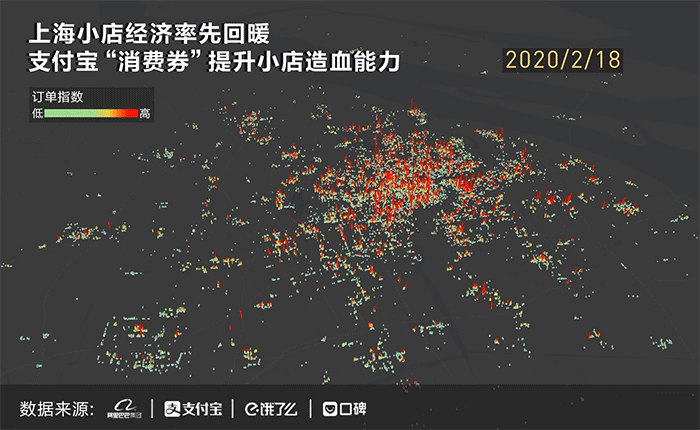 上海小店经济率先回暖
支付宝“消费券”提升小店造血能力
2020/2/18
订单指数
低 高
数据来源: 阿里巴巴集团 | 支付宝 | 饿了么 | 口碑